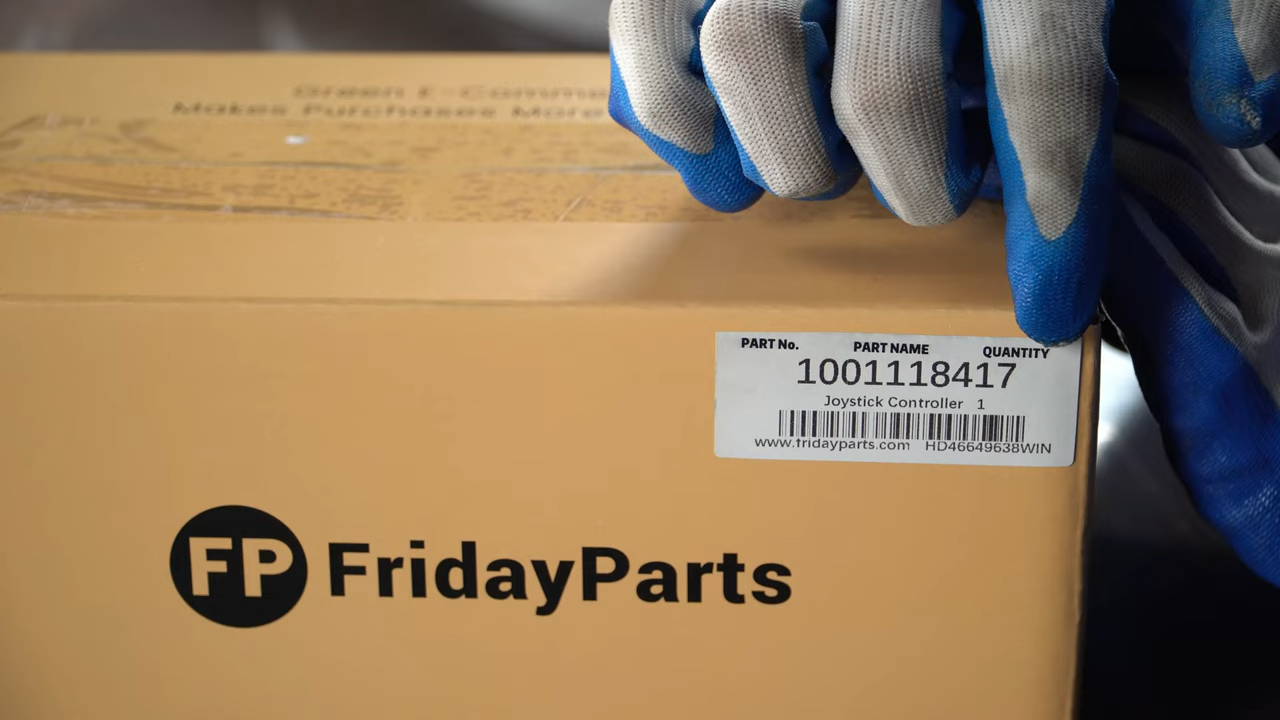 Green E-Comme
Makes Purchases More
PART No. PART NAME QUANTITY
1001118417
Joystick Controller 1
www.fridayparts.com HD46649638WIN
FP FridayParts